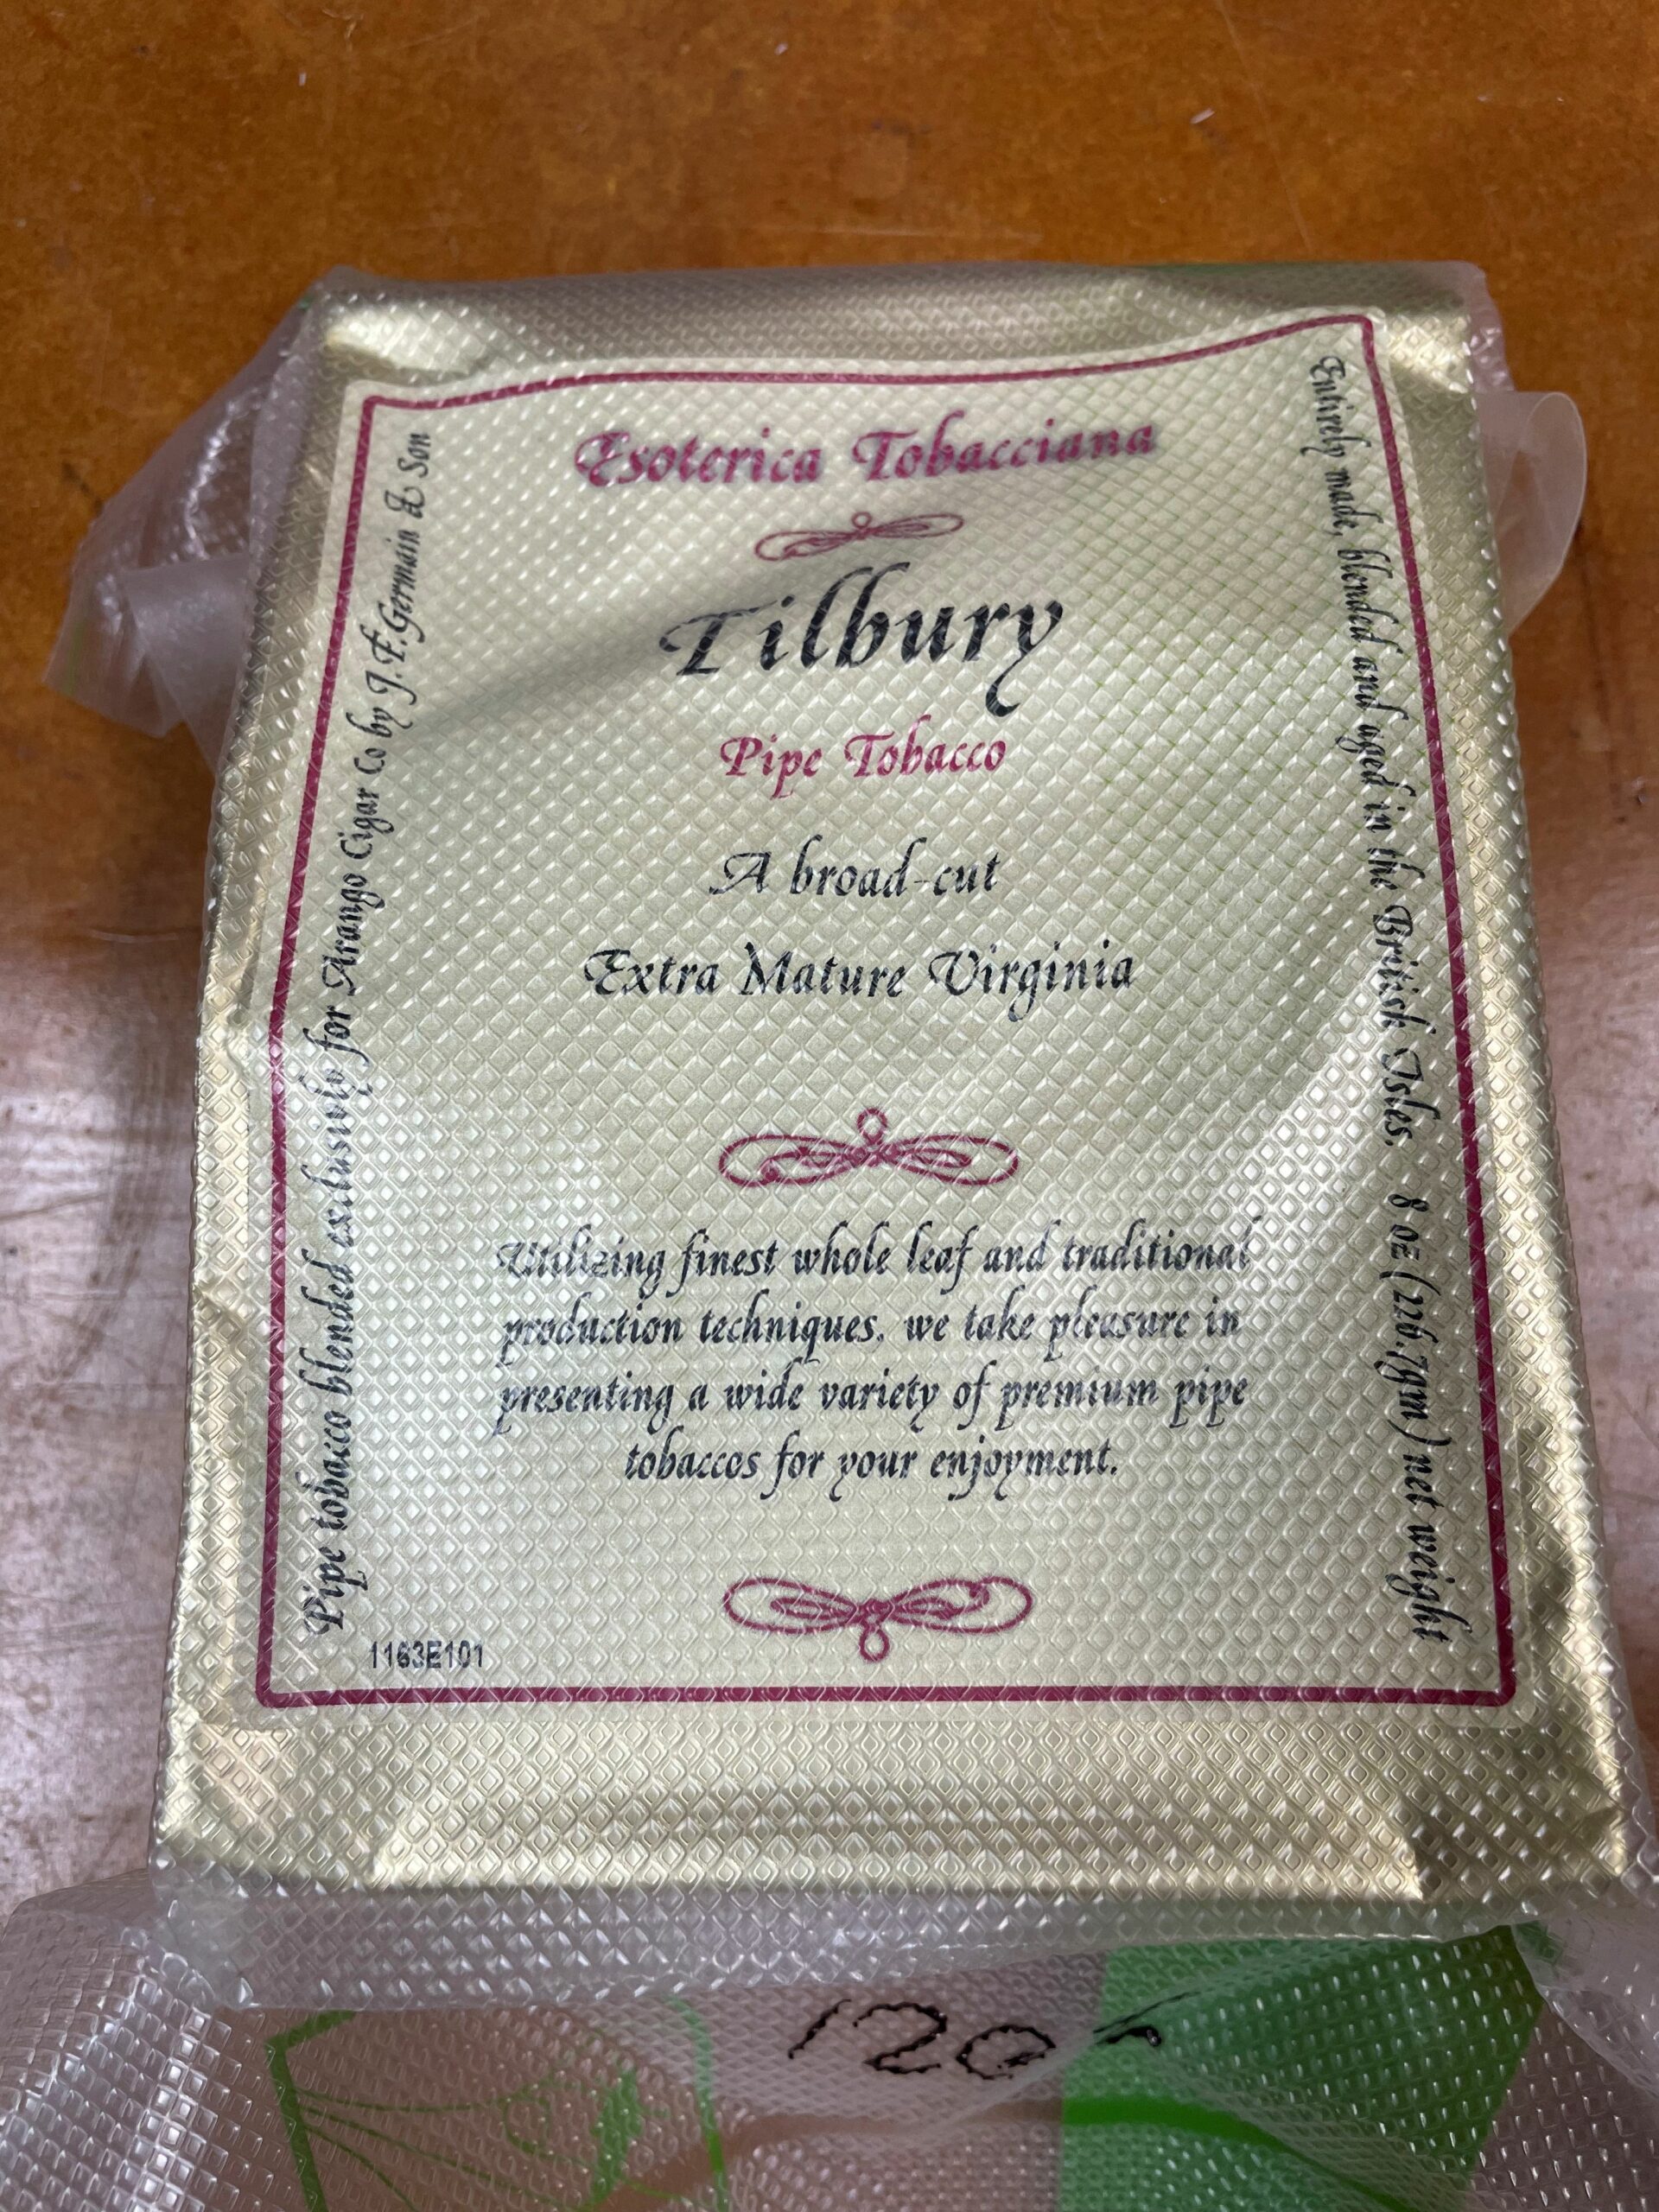 Esoterica Tobacciana
Tilbury
Pipe Tobacco
A broad-cut
Extra Mature Virginia
Utilizing finest whole leaf and traditional
production techniques, we take pleasure in
presenting a wide variety of premium pipe
tobaccos for your enjoyment.
Pipe tobacco blended exclusively for Arango Cigar Co by J.F.Germain & Son
Entirely made, blended and aged in the British Isles. 8 oz (226.7gm) net weight
1163E101